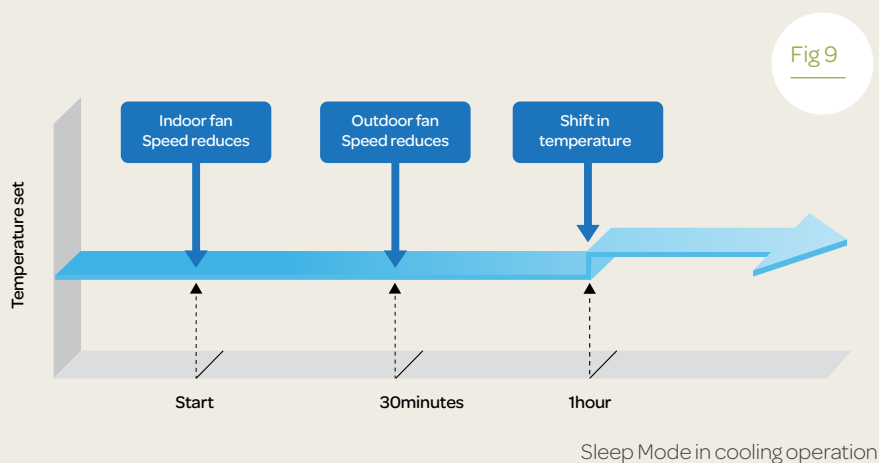 Fig 9
Indoor fan
Speed reduces
Outdoor fan
Speed reduces
Shift in
temperature
Temperature set
Start
30minutes
1hour
Sleep Mode in cooling operation